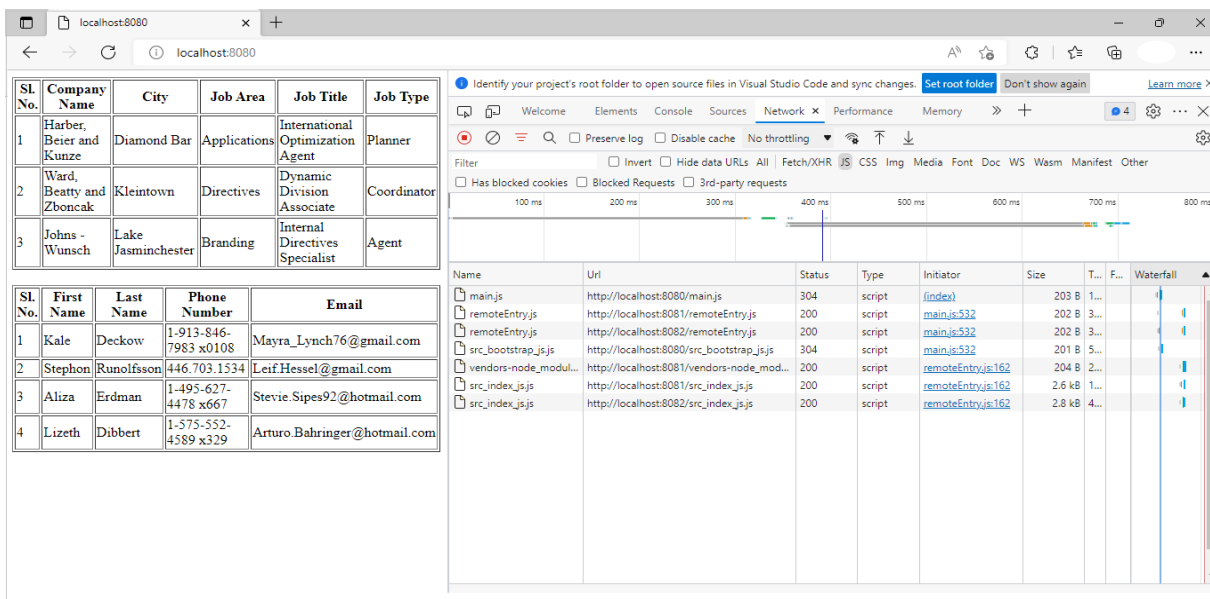 localhost:8080
localhost:8080
Identify your project's root folder to open source files in Visual Studio Code and sync changes. Set root folder Don't show again Learn more
Welcome Elements Console Sources Network Performance Memory 4
Preserve log Disable cache No throttling
Filter Invert Hide data URLs All Fetch/XHR JS CSS Img Media Font Doc WS Wasm Manifest Other
Has blocked cookies Blocked Requests 3rd-party requests
100 ms 200 ms 300 ms 400 ms 500 ms 600 ms 700 ms 800 ms
Sl. No. Company Name City Job Area Job Title Job Type
1 Harber, Beier and Kunze Diamond Bar Applications International Optimization Agent Planner
2 Ward, Beatty and Zboncak Kleintown Directives Dynamic Division Associate Coordinator
3 Johns - Wunsch Lake Jasminchester Branding Internal Directives Specialist Agent
Sl. No. First Name Last Name Phone Number Email
1 Kale Deckow 1-913-846-7983 x0108 Mayra_Lynch76@gmail.com
2 Stephon Runolfsson 446.703.1534 Leif.Hessel@gmail.com
3 Aliza Erdman 1-495-627-4478 x667 Stevie.Sipes92@hotmail.com
4 Lizeth Dibbert 1-575-552-4589 x329 Arturo.Bahringer@hotmail.com
Name Url Status Type Initiator Size T... F... Waterfall
main.js http://localhost:8080/main.js 304 script (index) 203 B 1...
remoteEntry.js http://localhost:8081/remoteEntry.js 200 script main.js:532 202 B 3...
remoteEntry.js http://localhost:8082/remoteEntry.js 200 script main.js:532 202 B 3...
src_bootstrap_js.js http://localhost:8080/src_bootstrap_js.js 304 script main.js:532 201 B 5...
vendors-node_modul... http://localhost:8081/vendors-node_mod... 200 script remoteEntry.js:162 204 B 2...
src_index_js.js http://localhost:8081/src_index_js.js 200 script remoteEntry.js:162 2.6 kB 1...
src_index_js.js http://localhost:8082/src_index_js.js 200 script remoteEntry.js:162 2.8 kB 4...